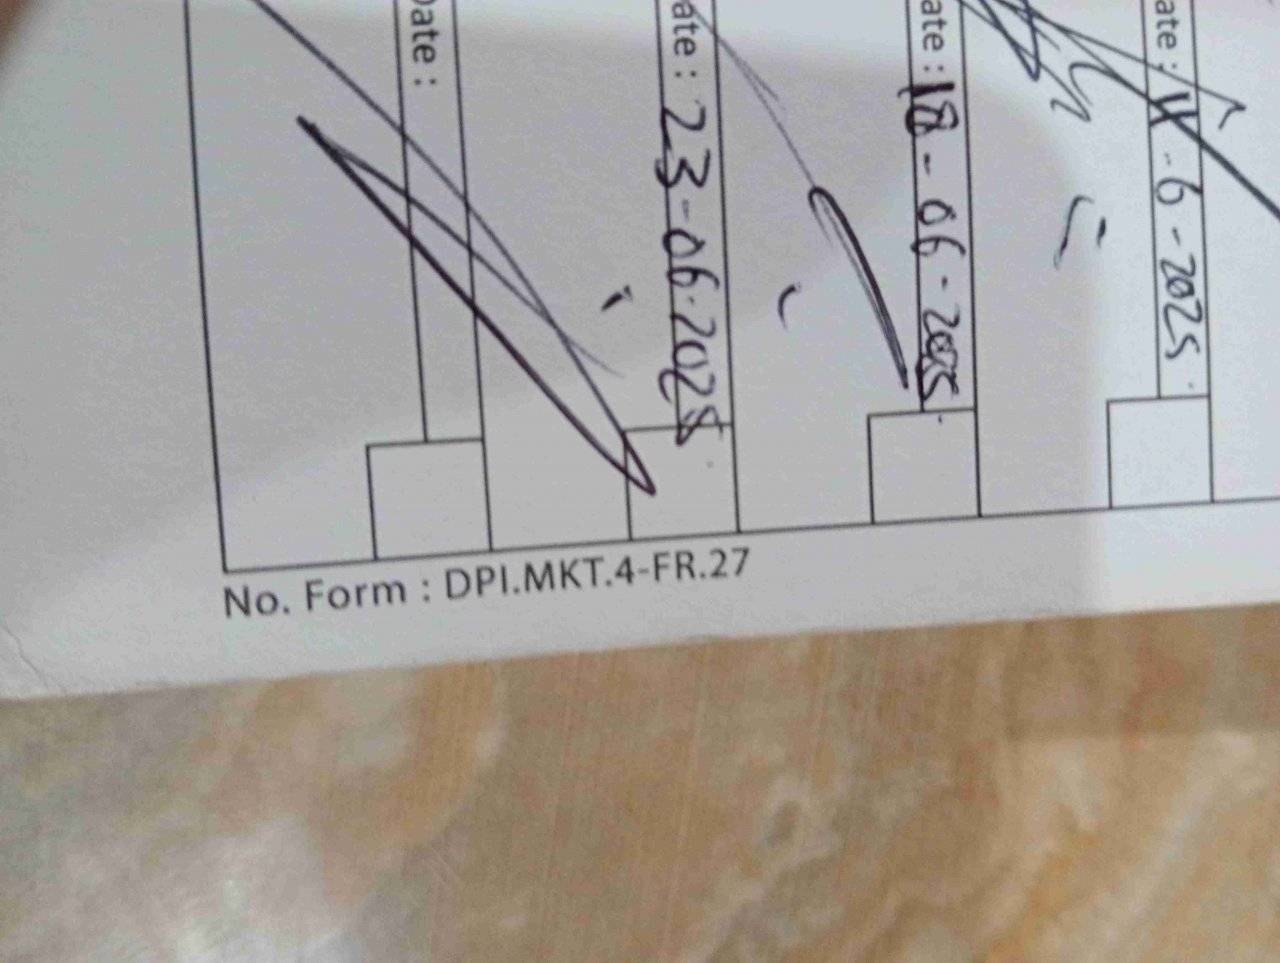 Date : 11-6-2025
Date : 18-06-2025
Date : 23-06-2025
Date :
No. Form : DPI.MKT.4-FR.27